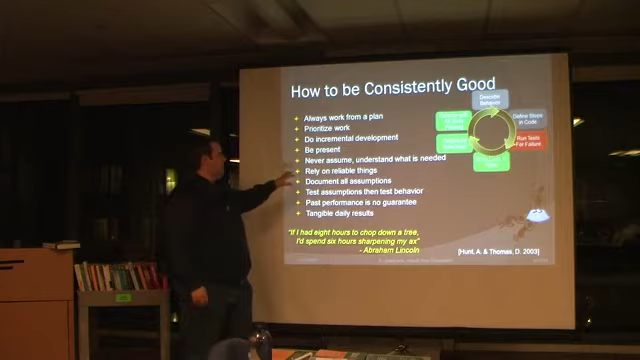 How to be Consistently Good
Always work from a plan
Prioritize work
Do incremental development
Be present
Never assume, understand what is needed
Rely on reliable things
Document all assumptions
Test assumptions then test behavior
Past performance is no guarantee
Tangible daily results
"If I had eight hours to chop down a tree,
I'd spend six hours sharpening my ax"
- Abraham Lincoln
Describe
Behavior
Define Steps
in Code
Run Tests
For Failure
[Hunt, A. & Thomas, D. 2003]